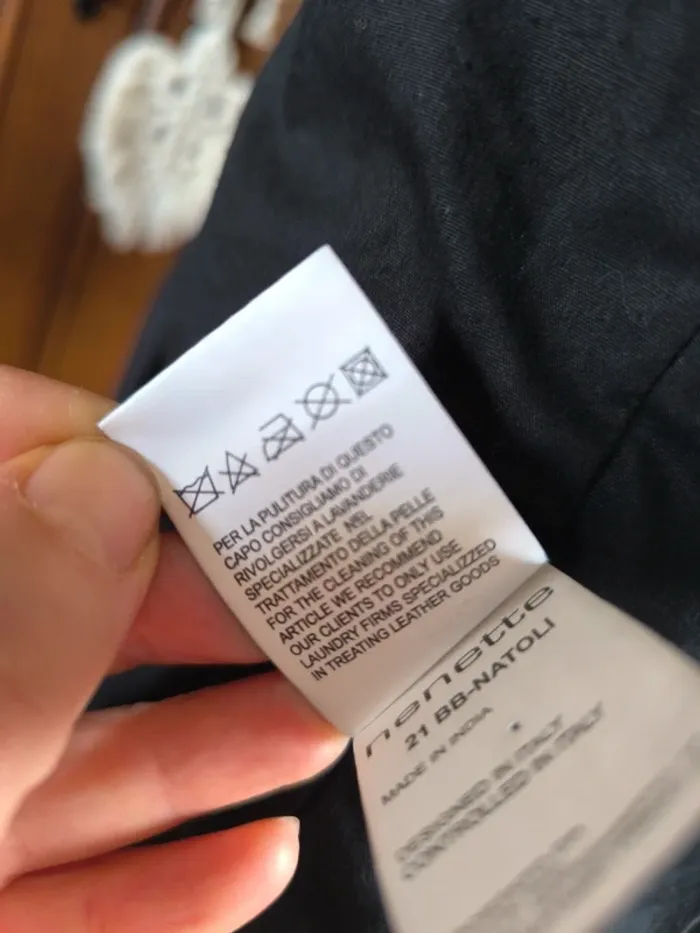 PER LA PULITURA DI QUESTO
CAPO CONSIGLIAMO DI
RIVOLGERSI A LAVANDERIE
SPECIALIZZATE NEL
TRATTAMENTO DELLA PELLE
FOR THE CLEANING OF THIS
ARTICLE WE RECOMMEND
OUR CLIENTS TO ONLY USE
LAUNDRY FIRMS SPECIALIZED
IN TREATING LEATHER GOODS
nenette
21 BB-NATOLI
MADE IN INDIA
DESIGNED IN ITALY
CONTROLLED IN ITALY